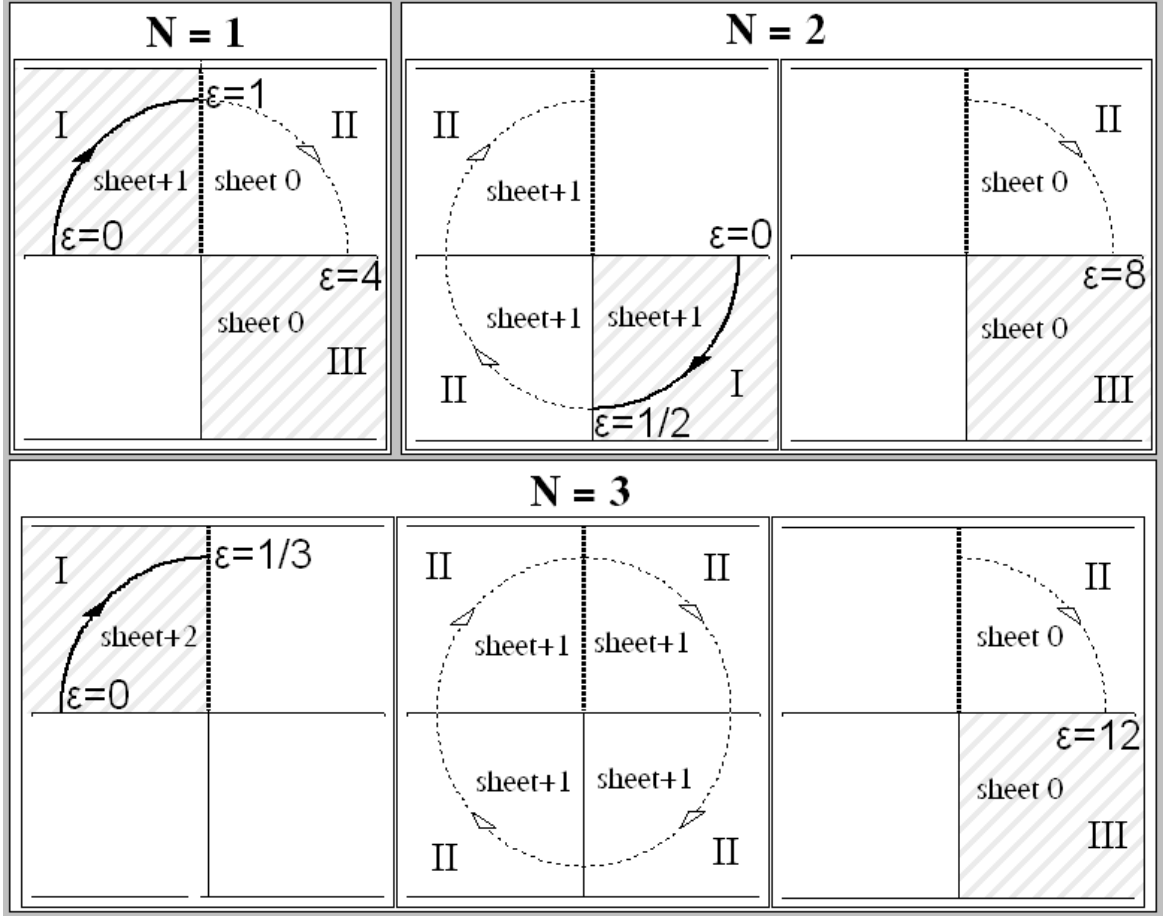 N = 1
ε=1
I
II
sheet+1
sheet 0
ε=0
ε=4
sheet 0
III
N = 2
II
sheet+1
ε=0
sheet+1
sheet+1
II
I
ε=1/2
II
sheet 0
ε=8
sheet 0
III
N = 3
I
ε=1/3
sheet+2
ε=0
II
II
sheet+1
sheet+1
sheet+1
sheet+1
II
II
II
sheet 0
ε=12
sheet 0
III